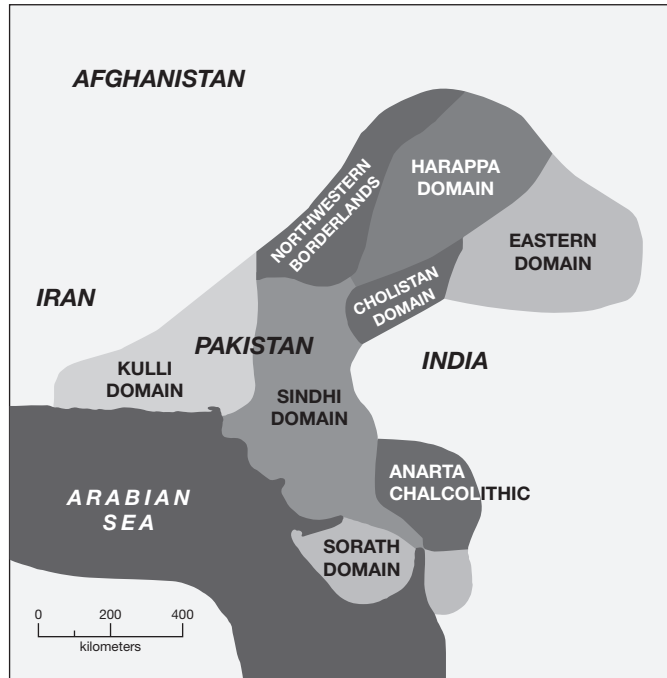 AFGHANISTAN
NORTHWESTERN
BORDERLANDS
HARAPPA
DOMAIN
EASTERN
DOMAIN
CHOLISTAN
DOMAIN
IRAN
PAKISTAN
INDIA
KULLI
DOMAIN
SINDHI
DOMAIN
ANARTA
CHALCOLITHIC
ARABIAN
SEA
SORATH
DOMAIN
0 200 400
kilometers